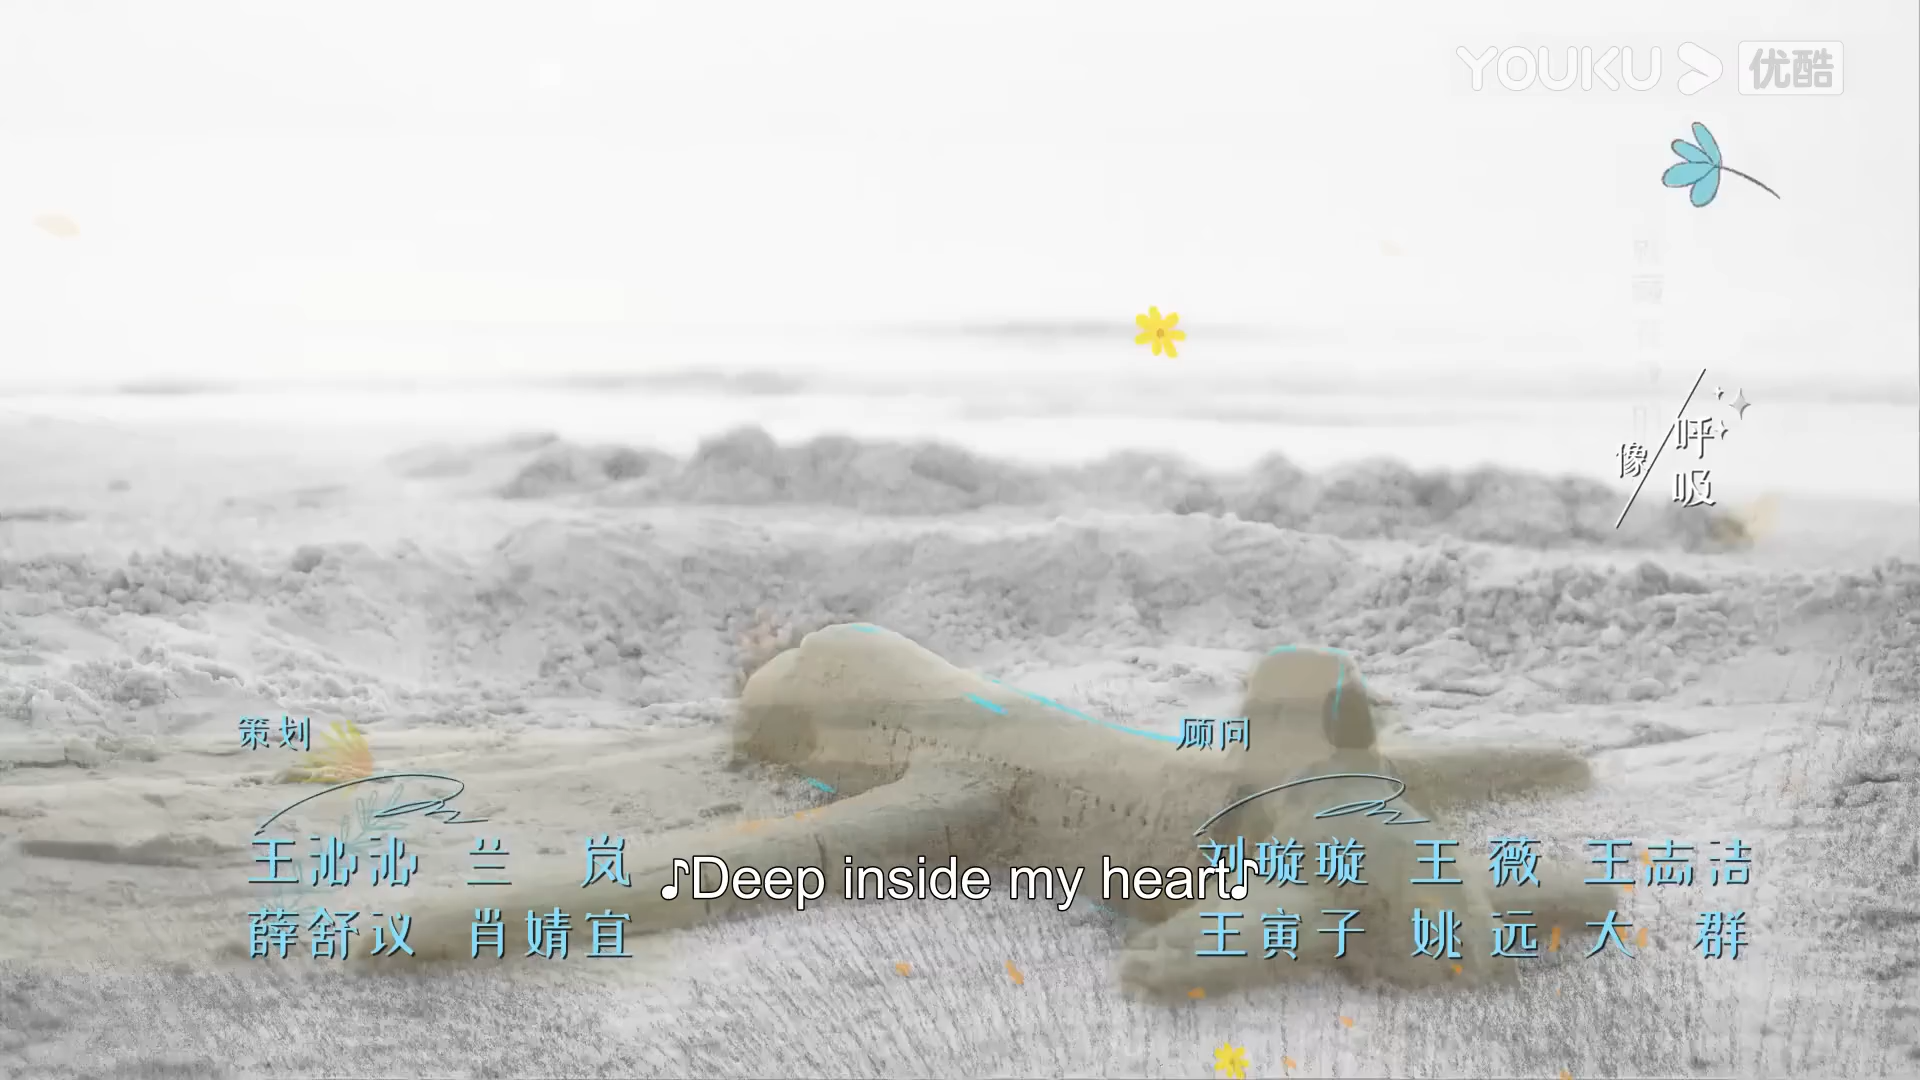 YOUKU 优酷
像
呼
吸
策划
王沁沁 兰 岚
薛舒议 肖婧宜
顾问
刘璇璇 王薇 王志洁
王寅子 姚远 大群
♪Deep inside my heart♪